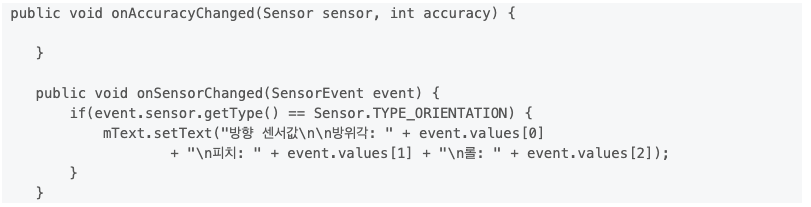 public void onAccuracyChanged(Sensor sensor, int accuracy) {
}
public void onSensorChanged(SensorEvent event) {
if(event.sensor.getType() == Sensor.TYPE_ORIENTATION) {
mText.setText("방향 센서값\n\n방위각: " + event.values[0]
+ "\n피치: " + event.values[1] + "\n롤: " + event.values[2]);
}
}